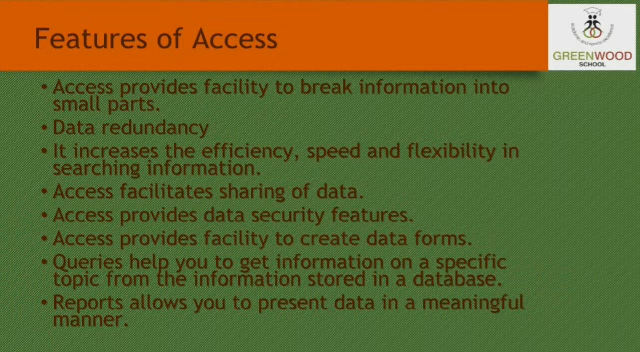 Features of Access
GREENWOOD
SCHOOL
• Access provides facility to break information into
small parts.
• Data redundancy
• It increases the efficiency, speed and flexibility in
searching information.
• Access facilitates sharing of data.
• Access provides data security features.
• Access provides facility to create data forms.
• Queries help you to get information on a specific
topic from the information stored in a database.
• Reports allows you to present data in a meaningful
manner.